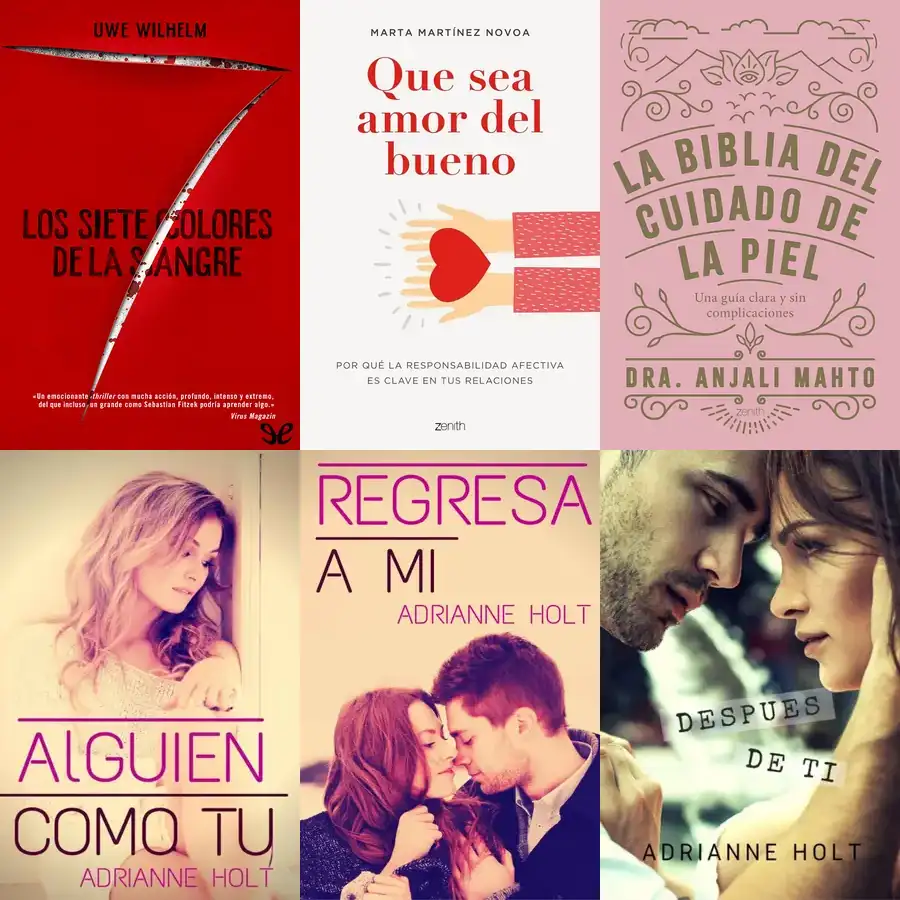 UWE WILHELM
LOS SIETE COLORES
DE LA SANGRE
«Un emocionante thriller con mucha acción, profundo, intenso y extremo,
del que incluso un grande como Sebastian Fitzek podría aprender algo.»
Virus Magazin
MARTA MARTÍNEZ NOVOA
Que sea
amor del
bueno
POR QUÉ LA RESPONSABILIDAD AFECTIVA
ES CLAVE EN TUS RELACIONES
zenith
LA BIBLIA DEL
CUIDADO DE
LA PIEL
Una guía clara y sin
complicaciones
DRA. ANJALI MAHTO
zenith
ALGUIEN
COMO TU
ADRIANNE HOLT
REGRESA
A MI
ADRIANNE HOLT
DESPUES
DE TI
ADRIANNE HOLT